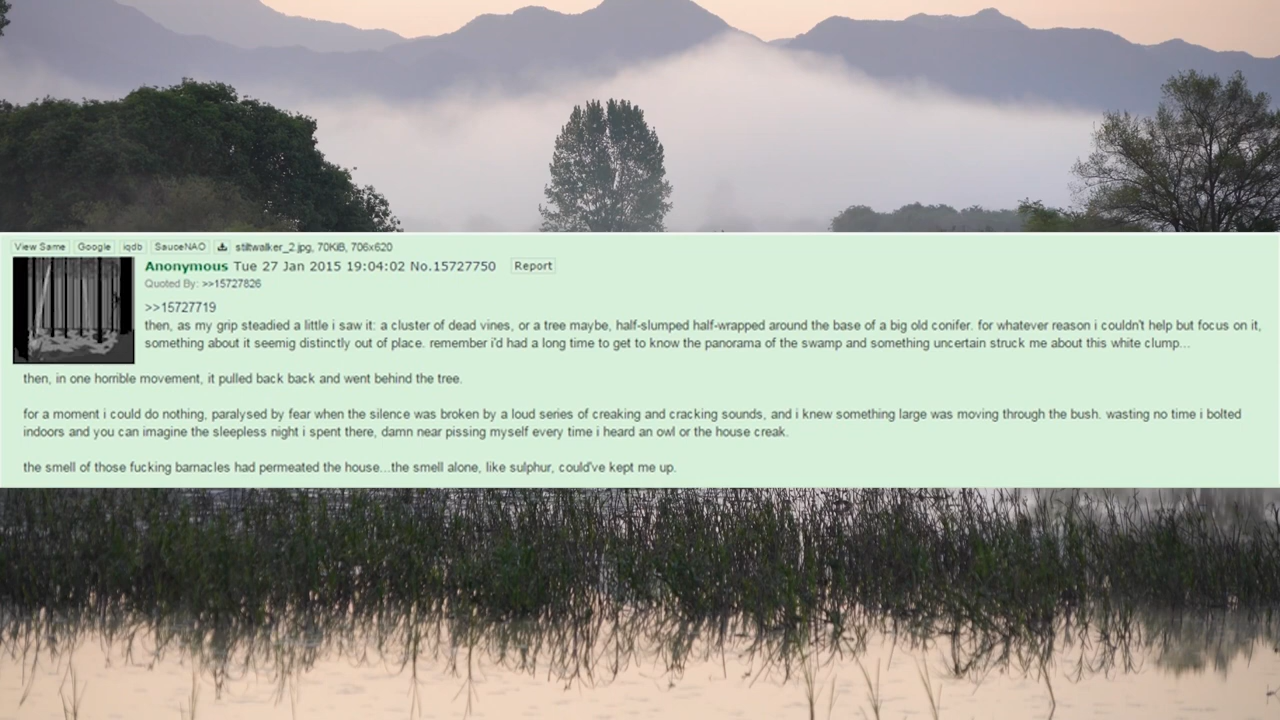 View Same Google iqdb SauceNAO stiltwalker_2.jpg, 70KiB, 706x620
Anonymous Tue 27 Jan 2015 19:04:02 No.15727750 Report
Quoted By: >>15727826
>>15727719
then, as my grip steadied a little i saw it: a cluster of dead vines, or a tree maybe, half-slumped half-wrapped around the base of a big old conifer. for whatever reason i couldn't help but focus on it,
something about it seemig distinctly out of place. remember i'd had a long time to get to know the panorama of the swamp and something uncertain struck me about this white clump...
then, in one horrible movement, it pulled back back and went behind the tree.
for a moment i could do nothing, paralysed by fear when the silence was broken by a loud series of creaking and cracking sounds, and i knew something large was moving through the bush. wasting no time i bolted
indoors and you can imagine the sleepless night i spent there, damn near pissing myself every time i heard an owl or the house creak.
the smell of those fucking barnacles had permeated the house...the smell alone, like sulphur, could've kept me up.